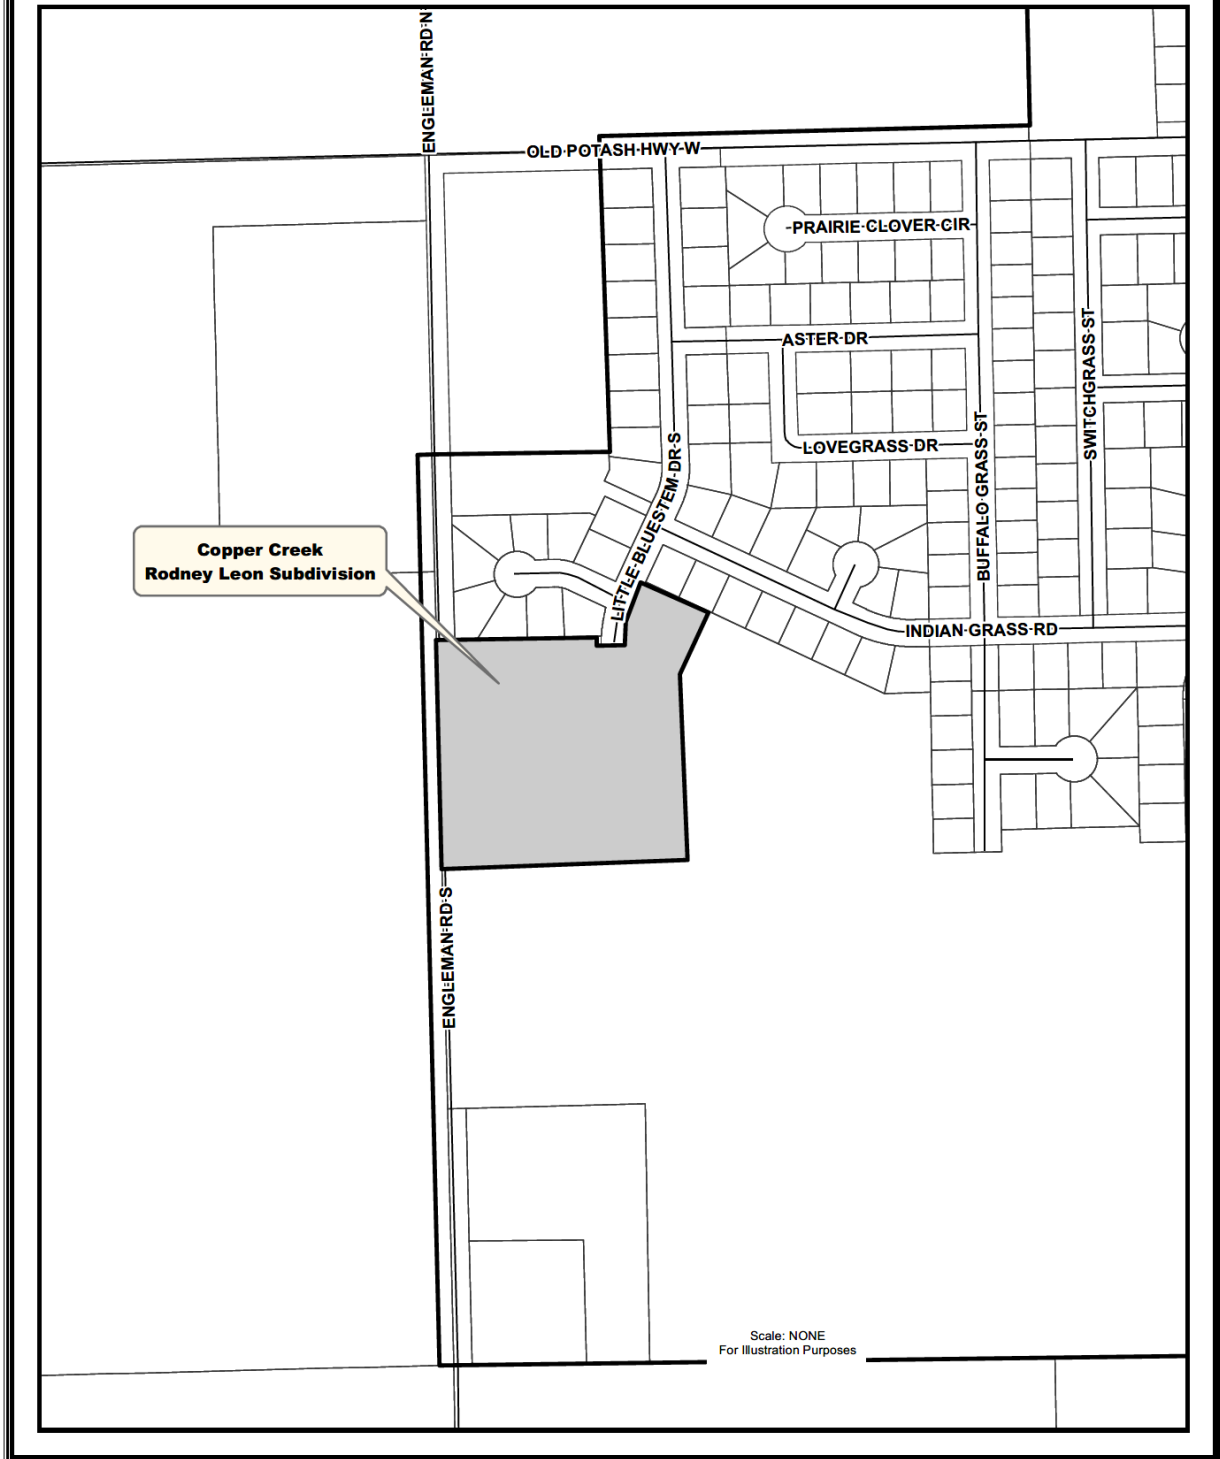 ENGLEMAN RD N
OLD POTASH HWY W
PRAIRIE CLOVER CIR
ASTER DR
SWITCHGRASS ST
LOVEGRASS DR
BUFFALO GRASS ST
LITTLE BLUESTEM DR S
Copper Creek
Rodney Leon Subdivision
INDIAN GRASS RD
ENGLEMAN RD S
Scale: NONE
For Illustration Purposes